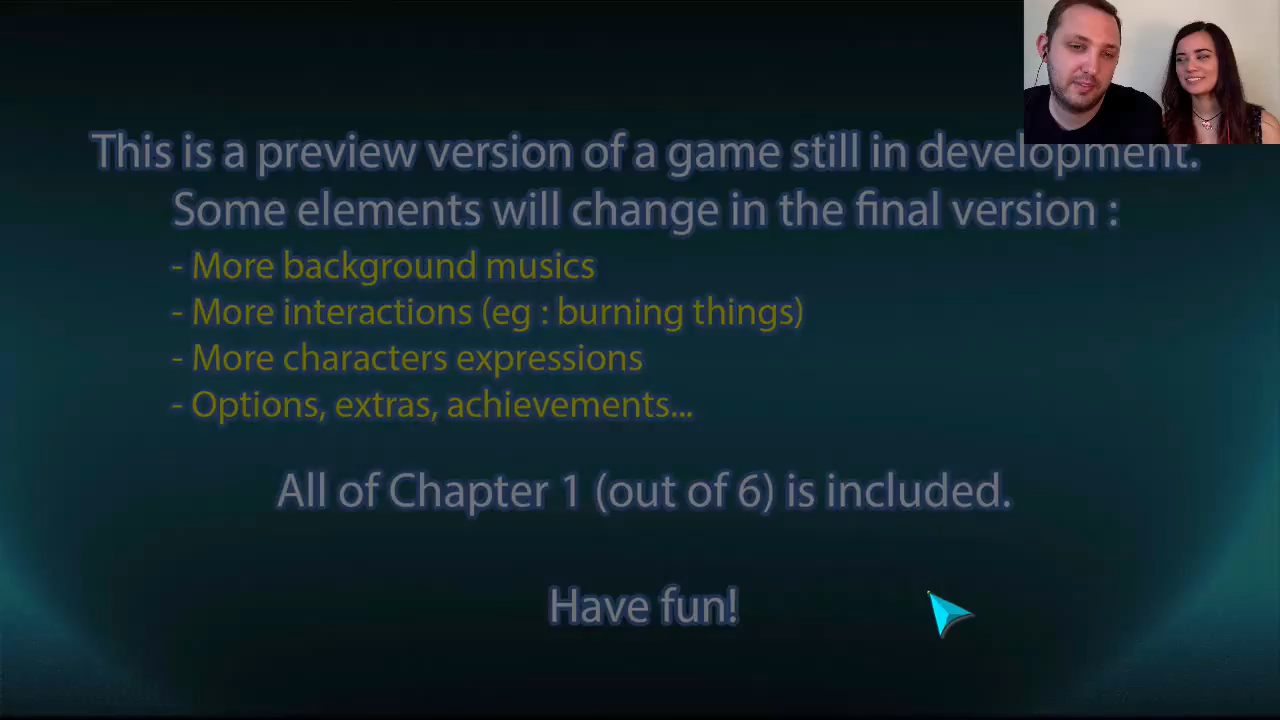 This is a preview version of a game still in development.
Some elements will change in the final version :
- More background musics
- More interactions (eg : burning things)
- More characters expressions
- Options, extras, achievements...
All of Chapter 1 (out of 6) is included.
Have fun!